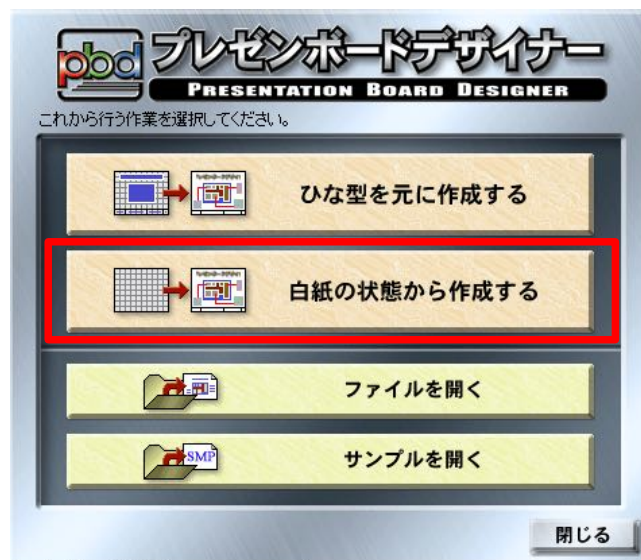 pbd プレゼンボードデザイナー
PRESENTATION BOARD DESIGNER
これから行う作業を選択してください。
ひな型を元に作成する
白紙の状態から作成する
ファイルを開く
SMP サンプルを開く
閉じる